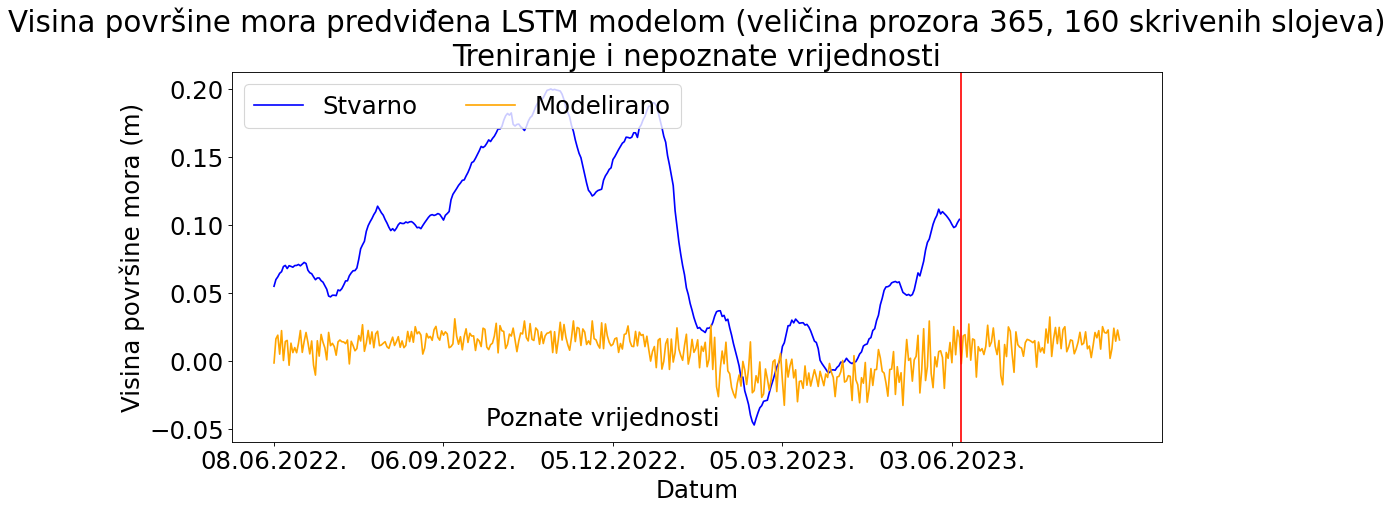 Visina površine mora predviđena LSTM modelom (veličina prozora 365, 160 skrivenih slojeva)
Treniranje i nepoznate vrijednosti
Stvarno Modelirano
Visina površine mora (m)
0.20
0.15
0.10
0.05
0.00
−0.05
Poznate vrijednosti
08.06.2022. 06.09.2022. 05.12.2022. 05.03.2023. 03.06.2023.
Datum